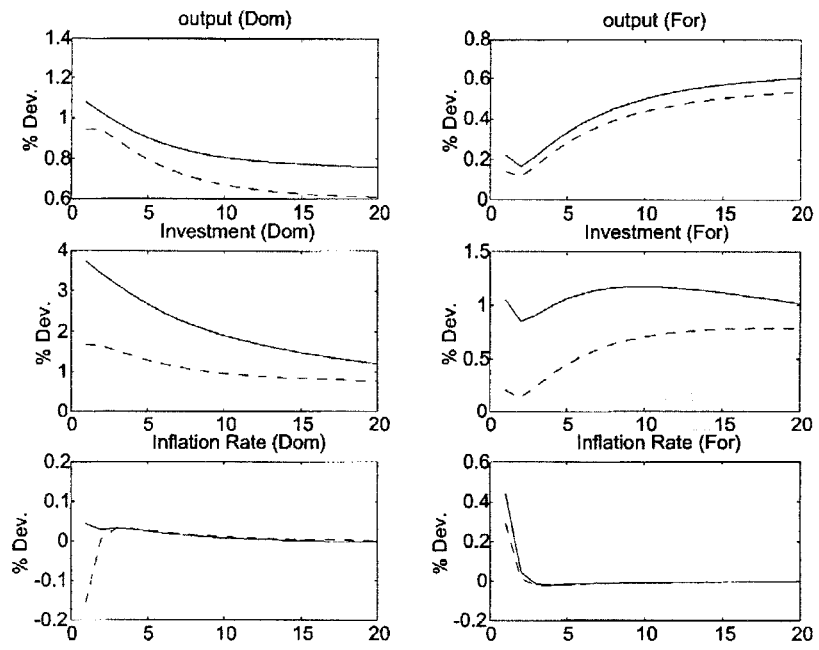 output (Dom)
1.4
1.2
1
0.8
0.6
% Dev.
0 5 10 15 20
output (For)
0.8
0.6
0.4
0.2
0
% Dev.
0 5 10 15 20
Investment (Dom)
4
3
2
1
0
% Dev.
0 5 10 15 20
Investment (For)
1.5
1
0.5
0
% Dev.
0 5 10 15 20
Inflation Rate (Dom)
0.2
0.1
0
-0.1
-0.2
% Dev.
0 5 10 15 20
Inflation Rate (For)
0.6
0.4
0.2
0
-0.2
% Dev.
0 5 10 15 20